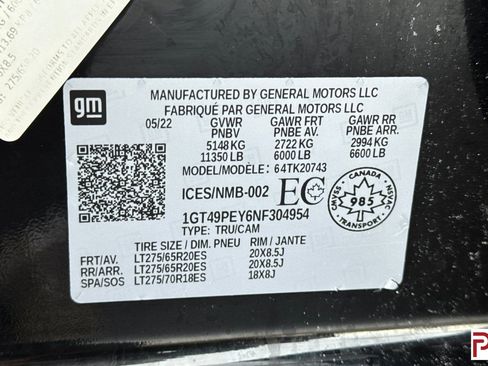 gm
MANUFACTURED BY GENERAL MOTORS LLC
FABRIQUÉ PAR GENERAL MOTORS LLC
05/22 GVWR GAWR FRT GAWR RR
PNBV PNBE AV. PNBE ARR.
5148 KG 2722 KG 2994 KG
11350 LB 6000 LB 6600 LB
MODEL/MODÈLE: 64TK20743
ICES/NMB-002 EC
1GT49PEY6NF304954
TYPE: TRU/CAM
SVAMC NSVAC
985
TRANSPORT
TIRE SIZE / DIM. PNEU RIM / JANTE
FRT/AV. LT275/65R20ES 20X8.5J
RR/ARR. LT275/65R20ES 20X8.5J
SPA/SOS LT275/70R18ES 18X8J